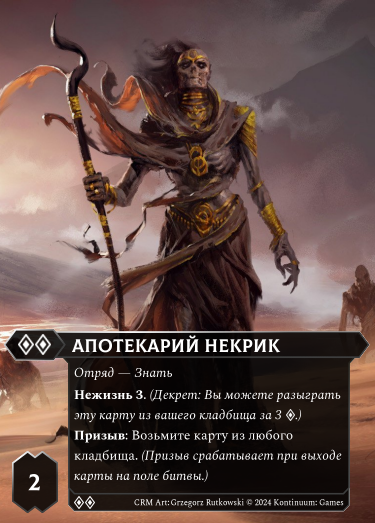 АПОТЕКАРИЙ НЕКРИК
Отряд — Знать
Нежизнь 3. (Декрет: Вы можете разыграть
эту карту из вашего кладбища за 3 ◈.)
Призыв: Возьмите карту из любого
кладбища. (Призыв срабатывает при выходе
карты на поле битвы.)
2
CRM Art: Grzegorz Rutkowski © 2024 Kontinuum: Games